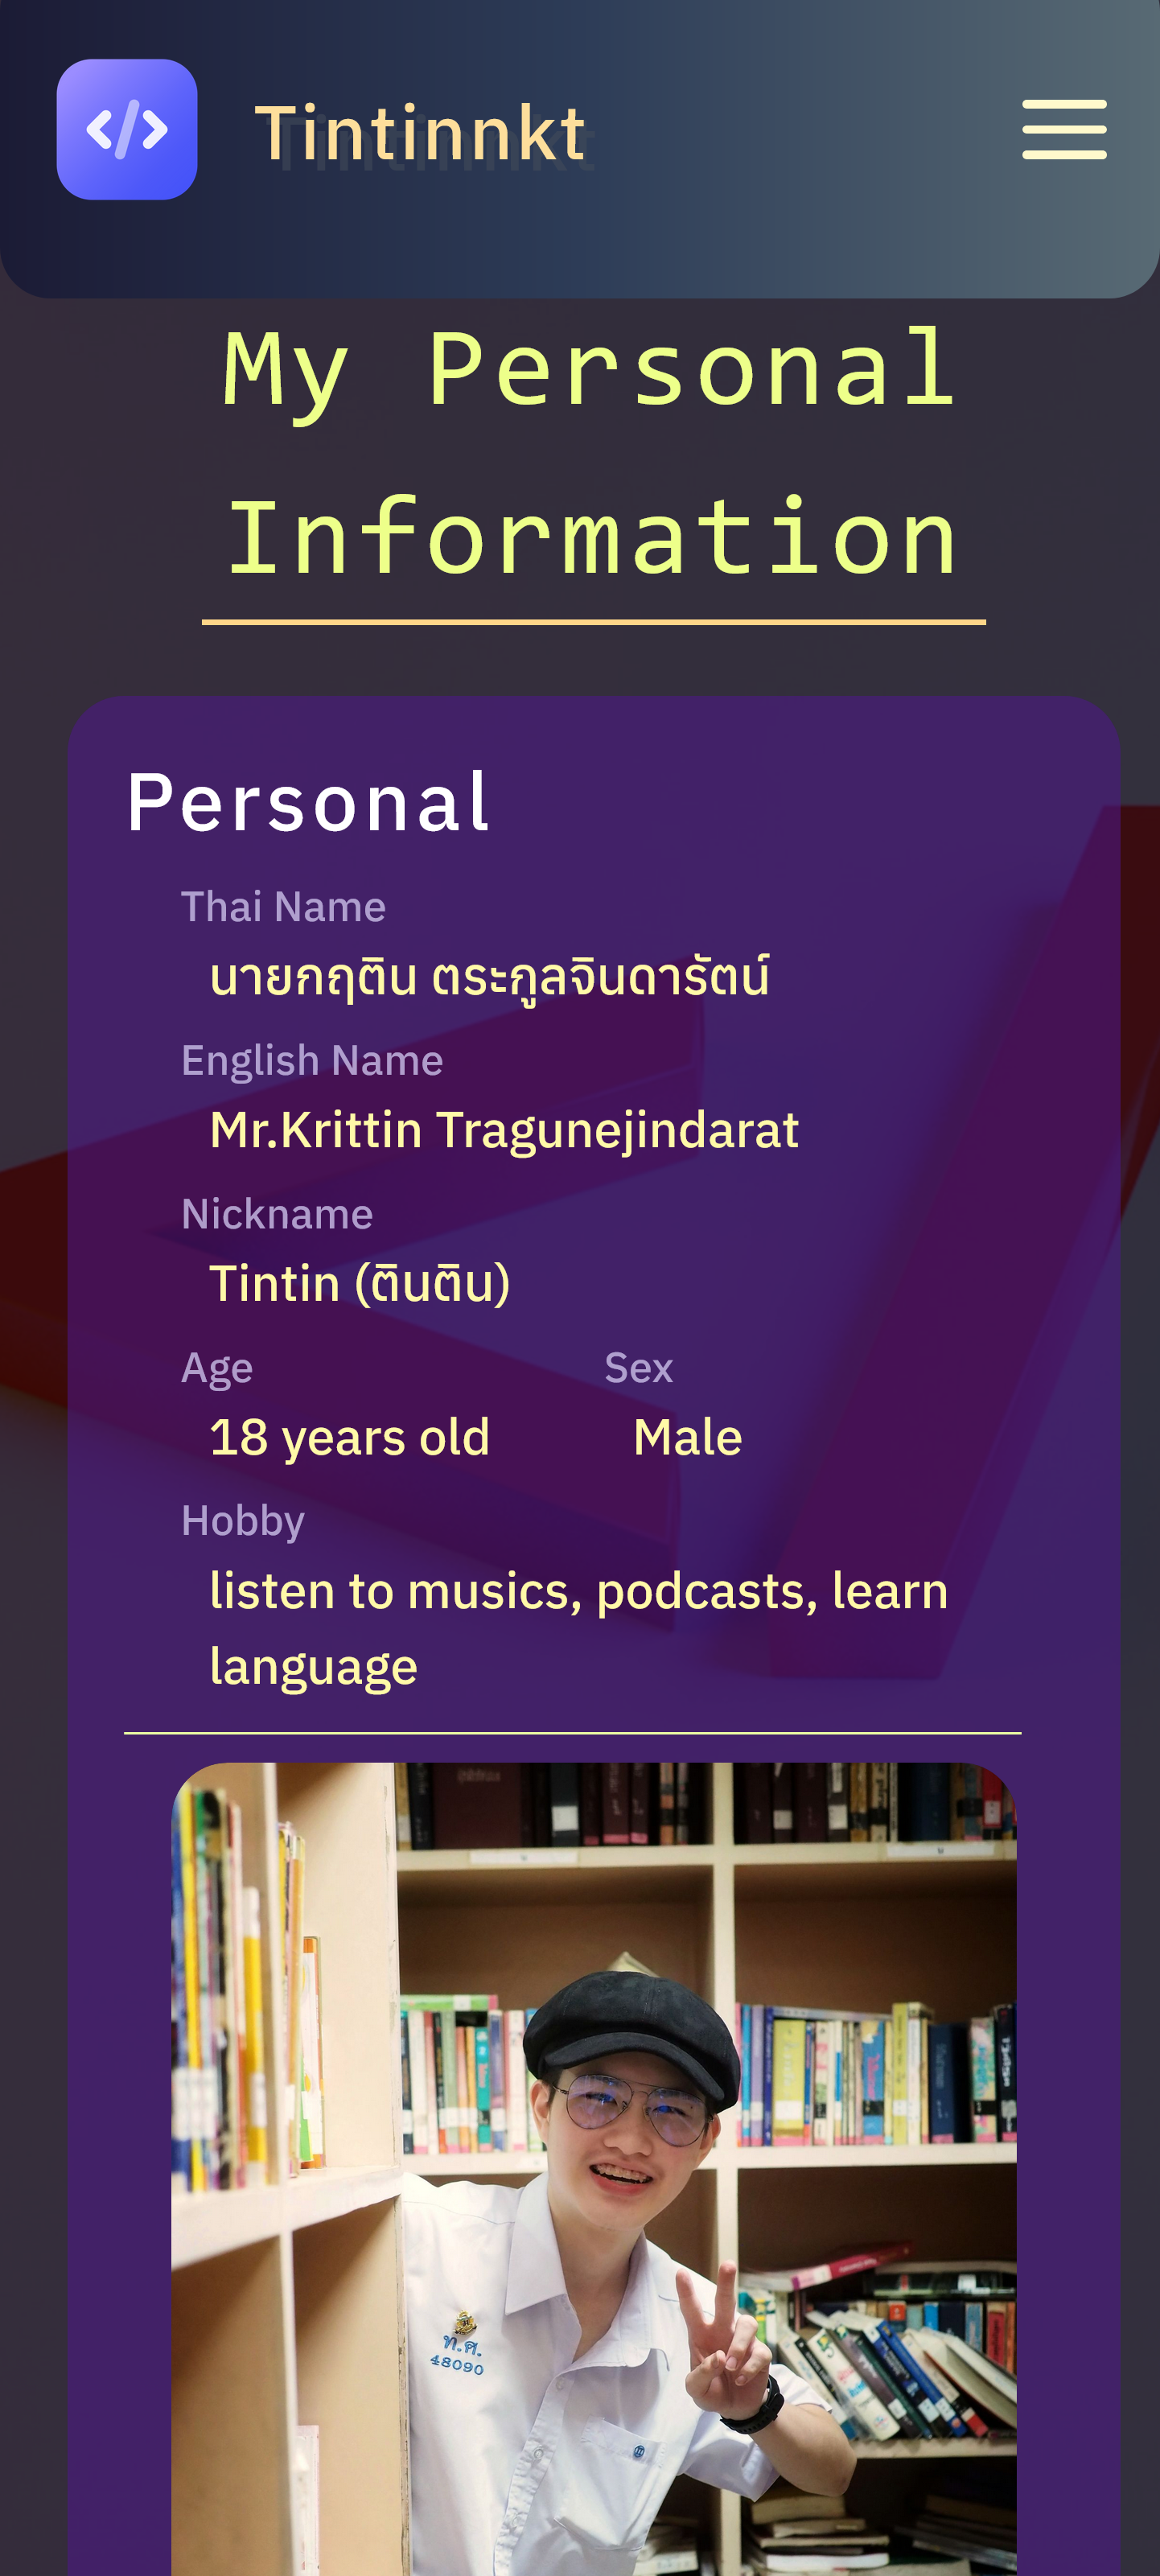 Tintinnkt
My Personal
Information
Personal
Thai Name
นายกฤติน ตระกูลจินดารัตน์
English Name
Mr.Krittin Tragunejindarat
Nickname
Tintin (ตินติน)
Age Sex
18 years old Male
Hobby
listen to musics, podcasts, learn
language
ท.ศ.
48090